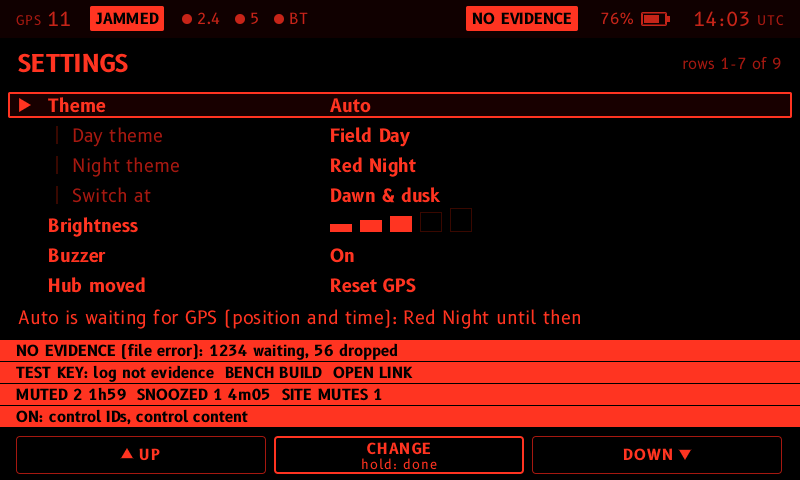 GPS 11 JAMMED 2.4 5 BT NO EVIDENCE 76% 14:03 UTC
SETTINGS rows 1-7 of 9
▶ Theme Auto
Day theme Field Day
Night theme Red Night
Switch at Dawn & dusk
Brightness
Buzzer On
Hub moved Reset GPS
Auto is waiting for GPS (position and time): Red Night until then
NO EVIDENCE (file error): 1234 waiting, 56 dropped
TEST KEY: log not evidence BENCH BUILD OPEN LINK
MUTED 2 1h59 SNOOZED 1 4m05 SITE MUTES 1
ON: control IDs, control content
▲ UP CHANGE DOWN ▼
hold: done